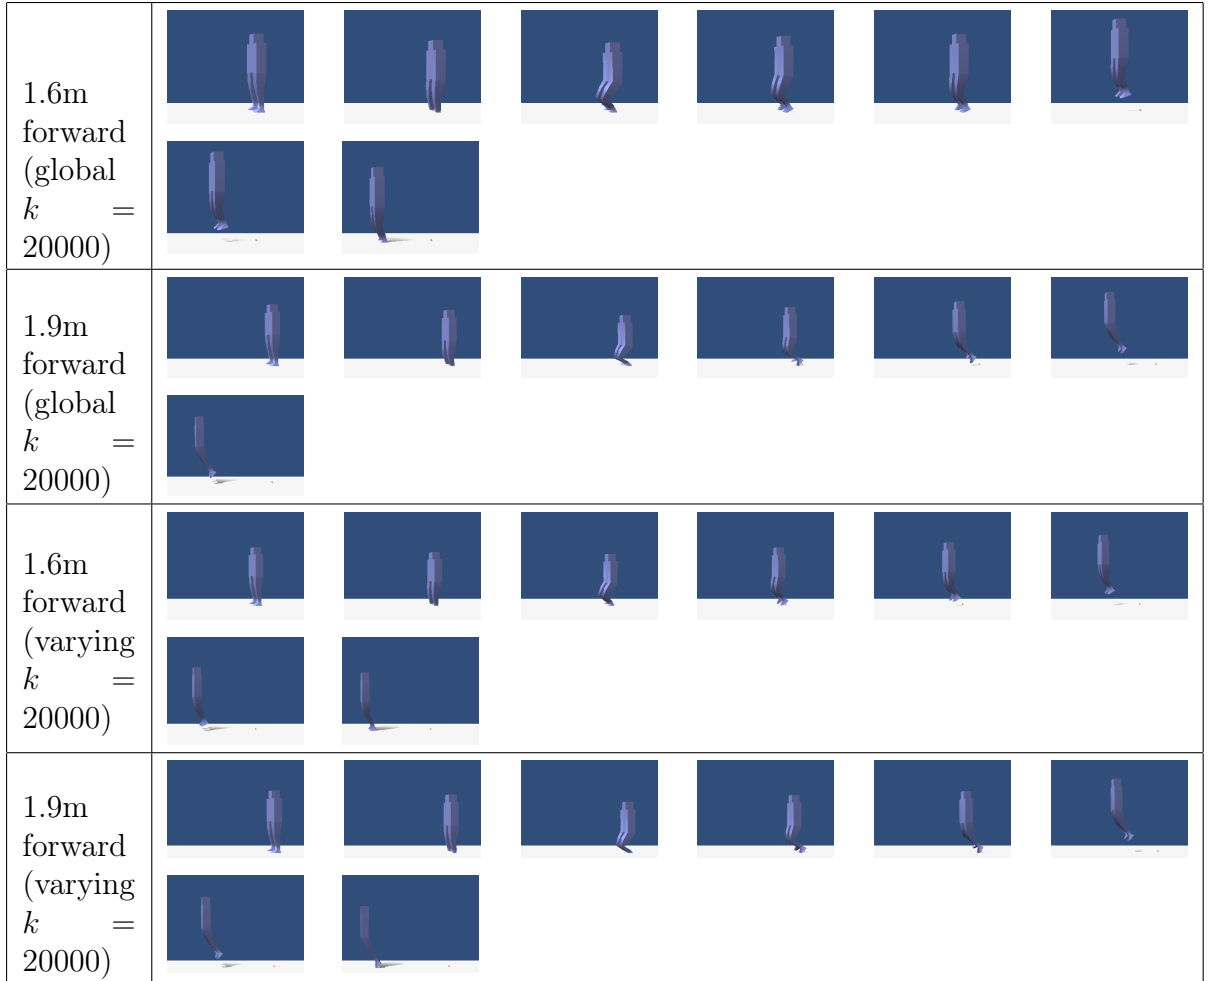 1.6m
forward
(global
k =
20000)
1.9m
forward
(global
k =
20000)
1.6m
forward
(varying
k =
20000)
1.9m
forward
(varying
k =
20000)